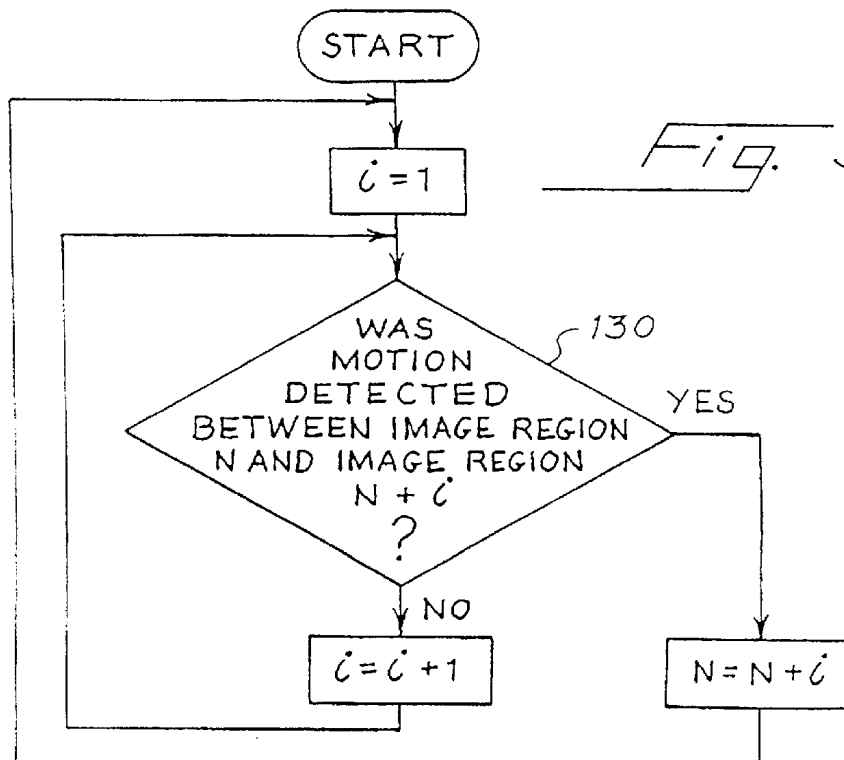 START
Fig.
i = 1
WAS
MOTION
DETECTED
BETWEEN IMAGE REGION
N AND IMAGE REGION
N + i
?
130
YES
NO
i = i + 1
N = N + i